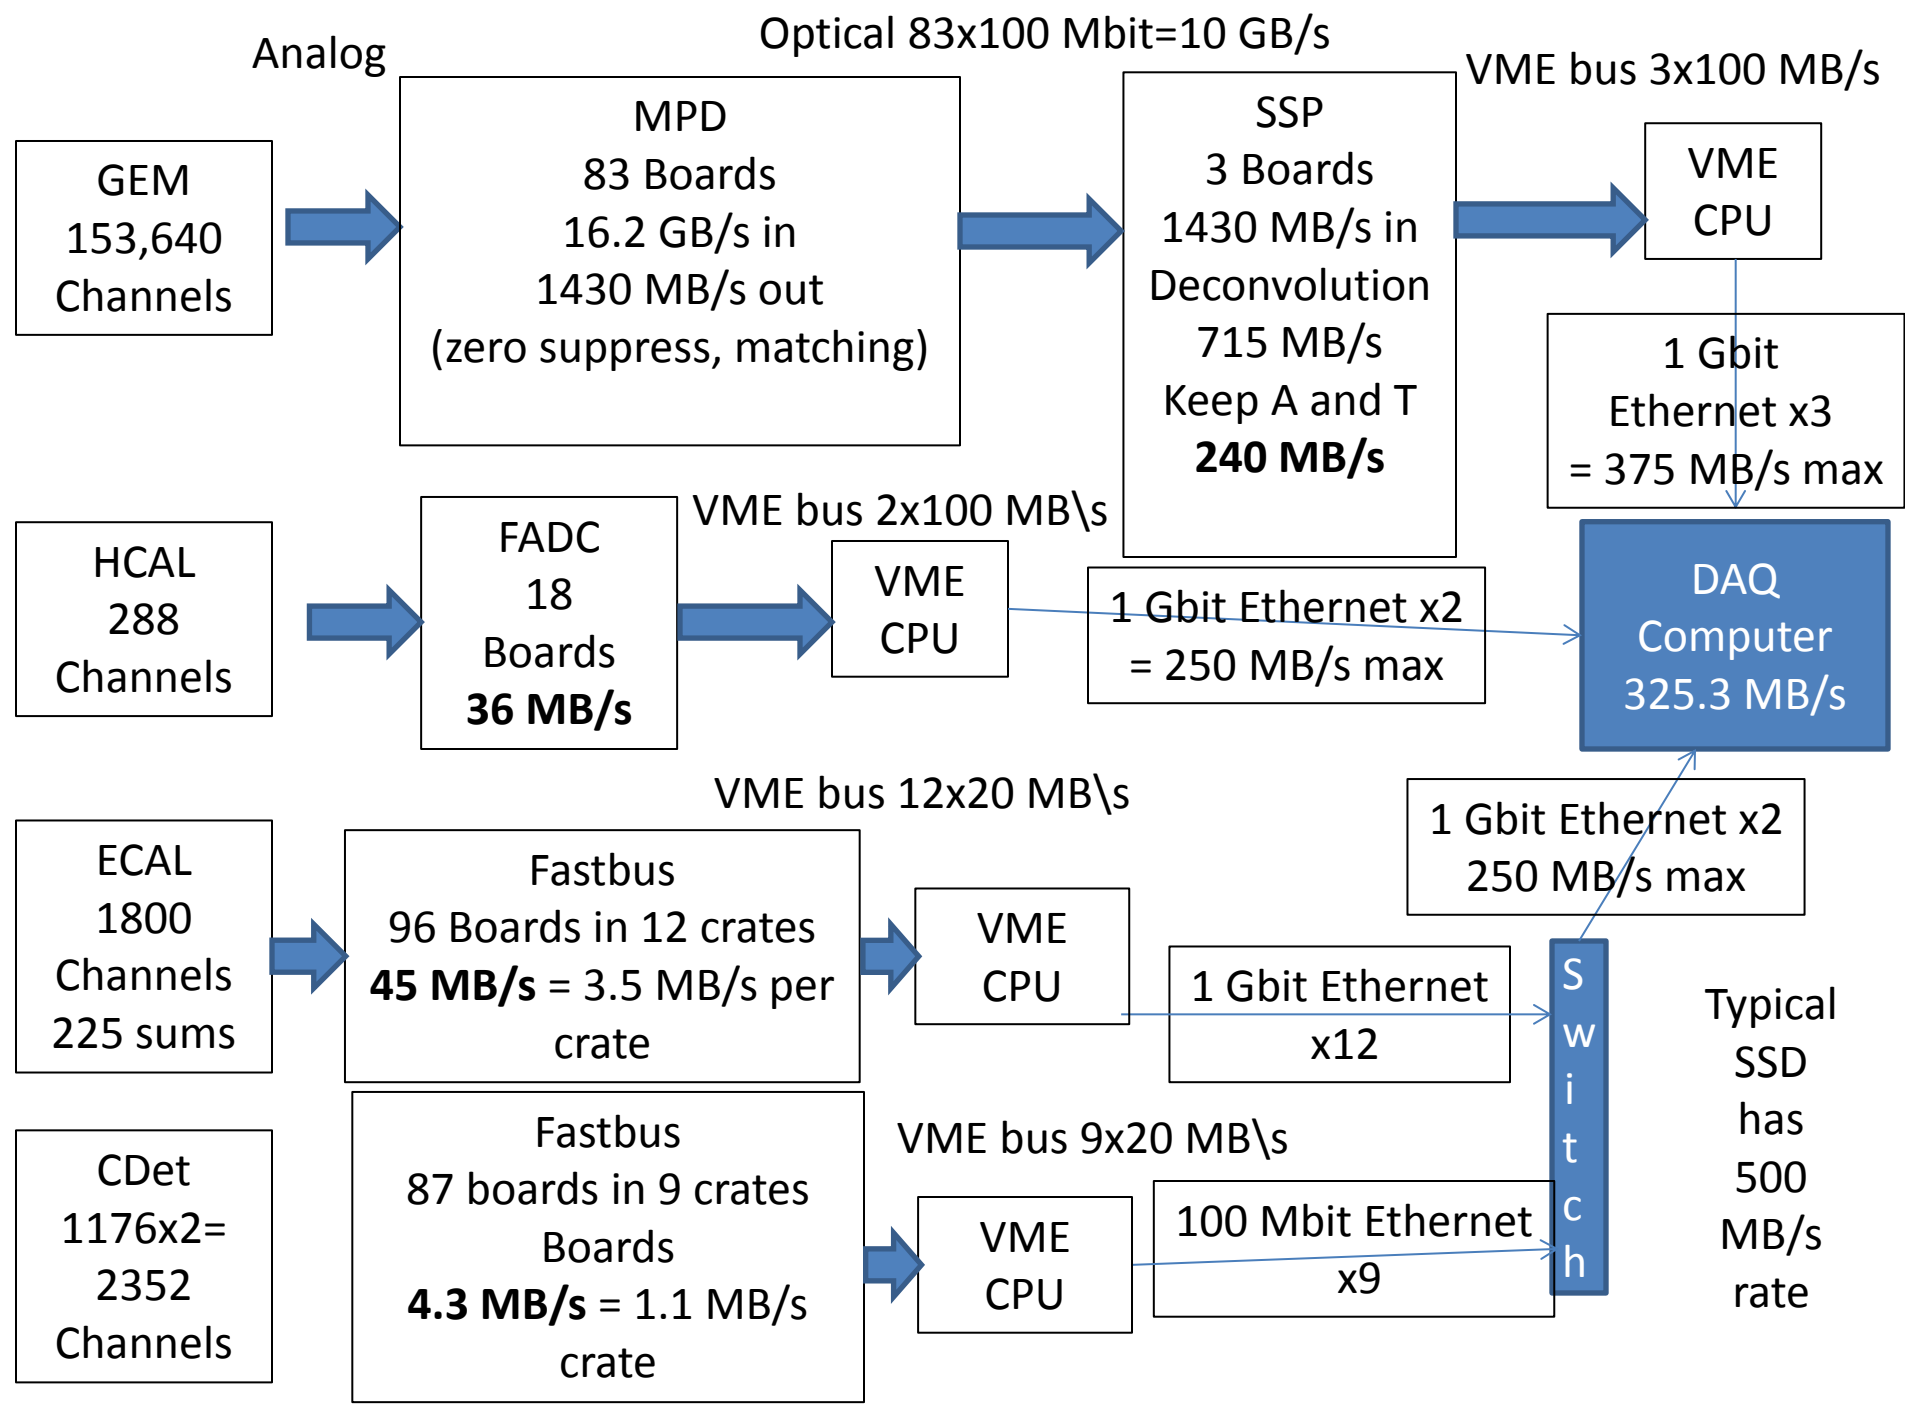 Analog
Optical 83x100 Mbit=10 GB/s
VME bus 3x100 MB/s
GEM
153,640
Channels
MPD
83 Boards
16.2 GB/s in
1430 MB/s out
(zero suppress, matching)
SSP
3 Boards
1430 MB/s in
Deconvolution
715 MB/s
Keep A and T
240 MB/s
VME
CPU
1 Gbit
Ethernet x3
= 375 MB/s max
HCAL
288
Channels
FADC
18
Boards
36 MB/s
VME bus 2x100 MB\s
VME
CPU
1 Gbit Ethernet x2
= 250 MB/s max
DAQ
Computer
325.3 MB/s
VME bus 12x20 MB\s
ECAL
1800
Channels
225 sums
Fastbus
96 Boards in 12 crates
45 MB/s = 3.5 MB/s per
crate
VME
CPU
1 Gbit Ethernet
x12
1 Gbit Ethernet x2
250 MB/s max
S
w
i
t
c
h
Typical
SSD
has
500
MB/s
rate
CDet
1176x2=
2352
Channels
Fastbus
87 boards in 9 crates
Boards
4.3 MB/s = 1.1 MB/s
crate
VME bus 9x20 MB\s
VME
CPU
100 Mbit Ethernet
x9